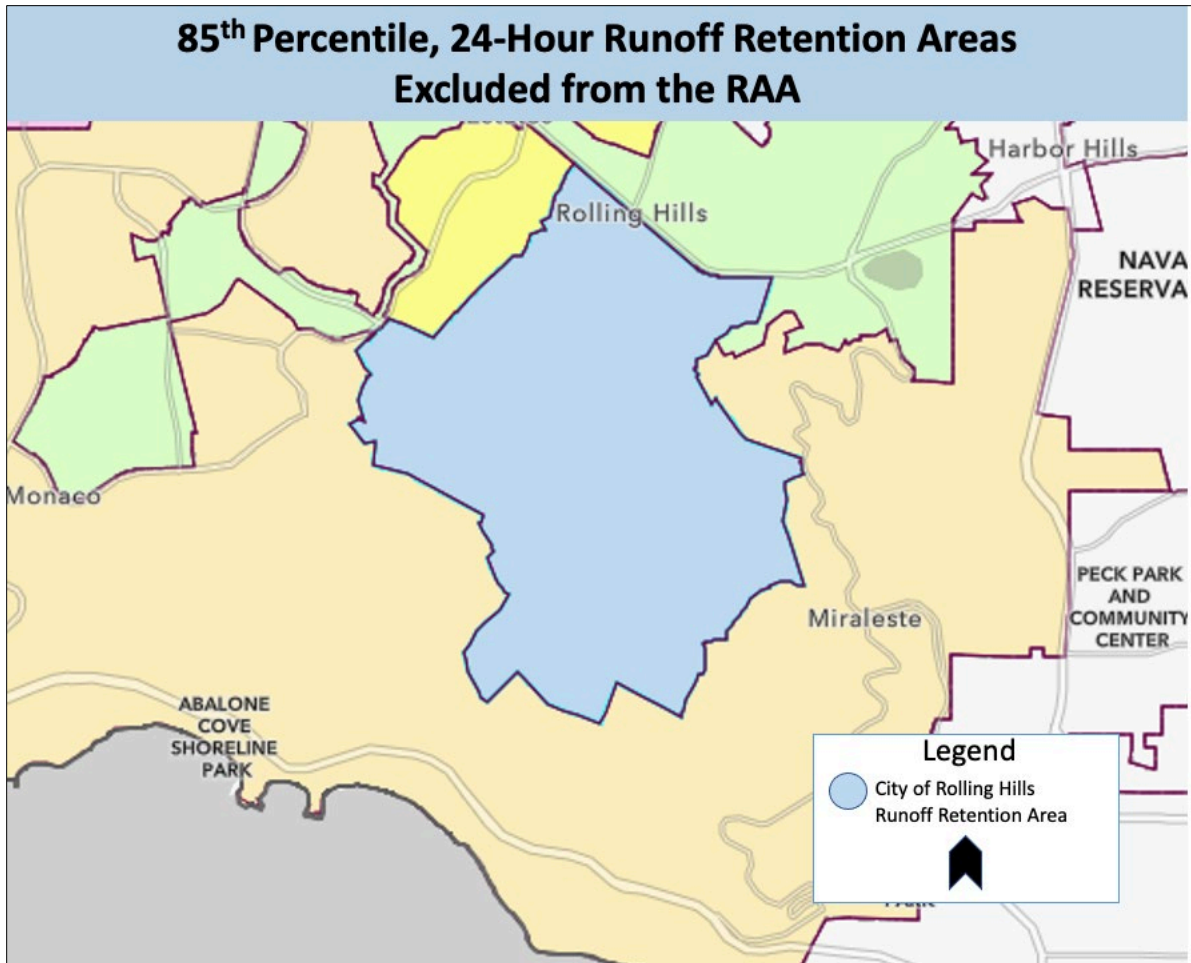 85th Percentile, 24-Hour Runoff Retention Areas
Excluded from the RAA
Harbor Hills
Rolling Hills
NAVA
RESERVA
Monaco
PECK PARK
AND
COMMUNITY
CENTER
Miraleste
ABALONE
COVE
SHORELINE
PARK
Legend
City of Rolling Hills
Runoff Retention Area